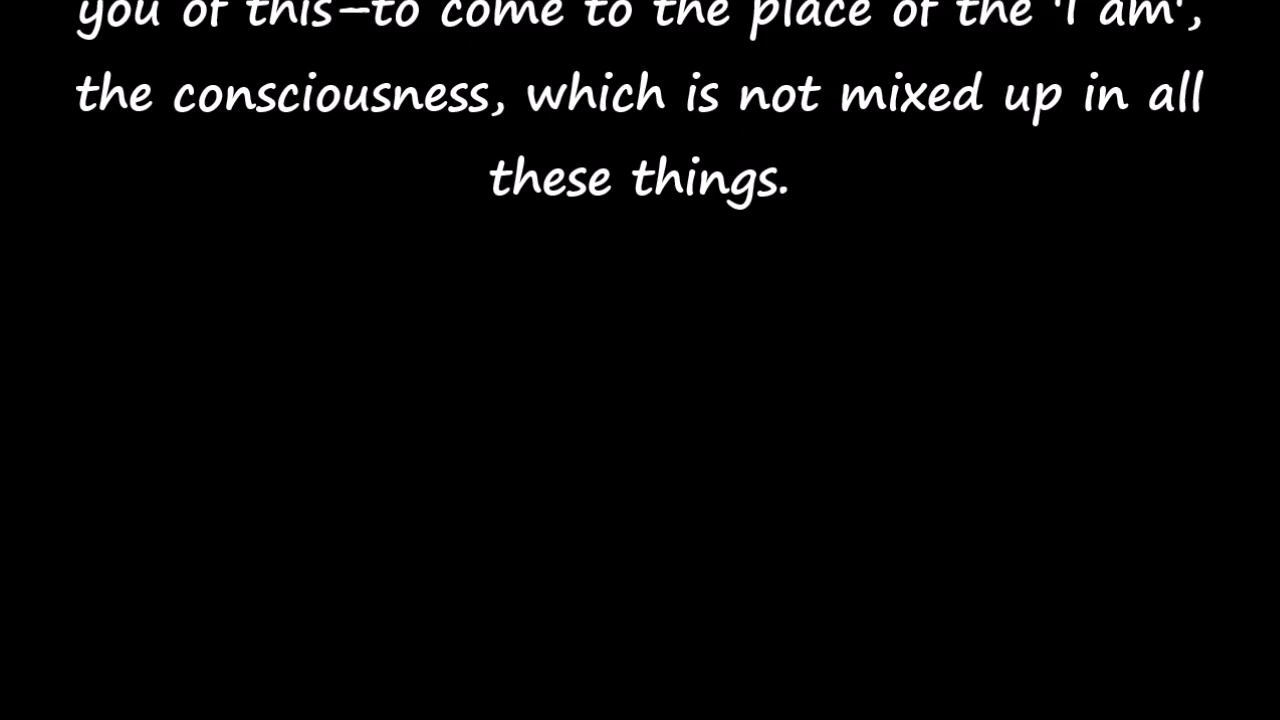 you of this—to come to the place of the 'I am',
the consciousness, which is not mixed up in all
these things.